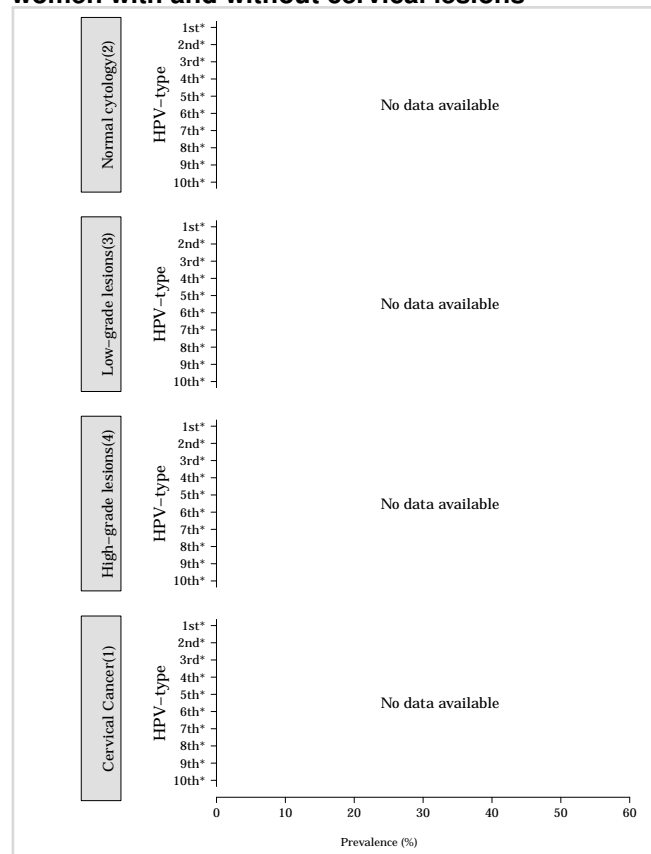 women with and without cervical lesions
Normal cytology(2)
HPV−type
1st*
2nd*
3rd*
4th*
5th*
6th*
7th*
8th*
9th*
10th*
No data available
Low−grade lesions(3)
HPV−type
1st*
2nd*
3rd*
4th*
5th*
6th*
7th*
8th*
9th*
10th*
No data available
High−grade lesions(4)
HPV−type
1st*
2nd*
3rd*
4th*
5th*
6th*
7th*
8th*
9th*
10th*
No data available
Cervical Cancer(1)
HPV−type
1st*
2nd*
3rd*
4th*
5th*
6th*
7th*
8th*
9th*
10th*
No data available
0 10 20 30 40 50 60
Prevalence (%)